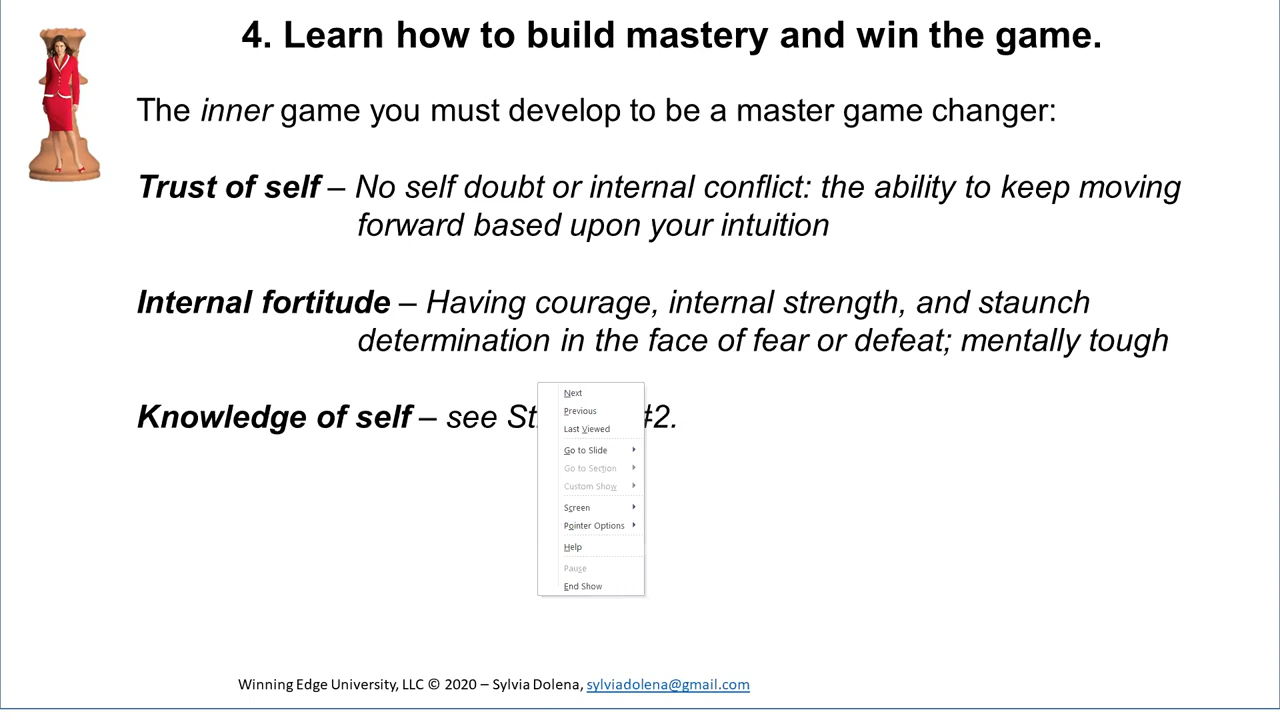 4. Learn how to build mastery and win the game.
The inner game you must develop to be a master game changer:
Trust of self – No self doubt or internal conflict: the ability to keep moving
forward based upon your intuition
Internal fortitude – Having courage, internal strength, and staunch
determination in the face of fear or defeat; mentally tough
Knowledge of self – see St #2.
Next
Previous
Last Viewed
Go to Slide
Go to Section
Custom Show
Screen
Pointer Options
Help
Pause
End Show
Winning Edge University, LLC © 2020 – Sylvia Dolena, sylviadolena@gmail.com